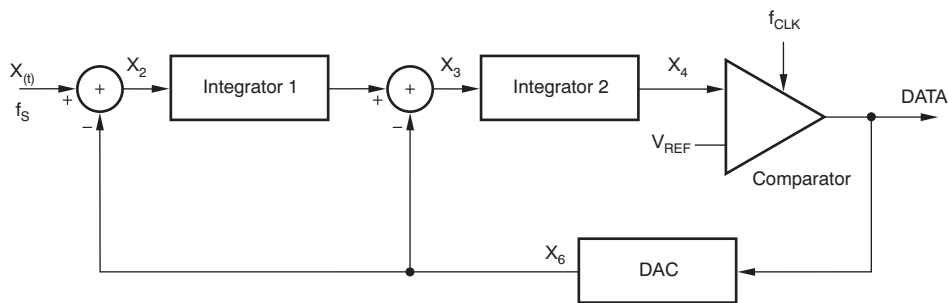 f_CLK
X_(t)
f_S
+
+
−
X_2
Integrator 1
+
+
−
X_3
Integrator 2
X_4
V_REF
Comparator
DATA
X_6
DAC